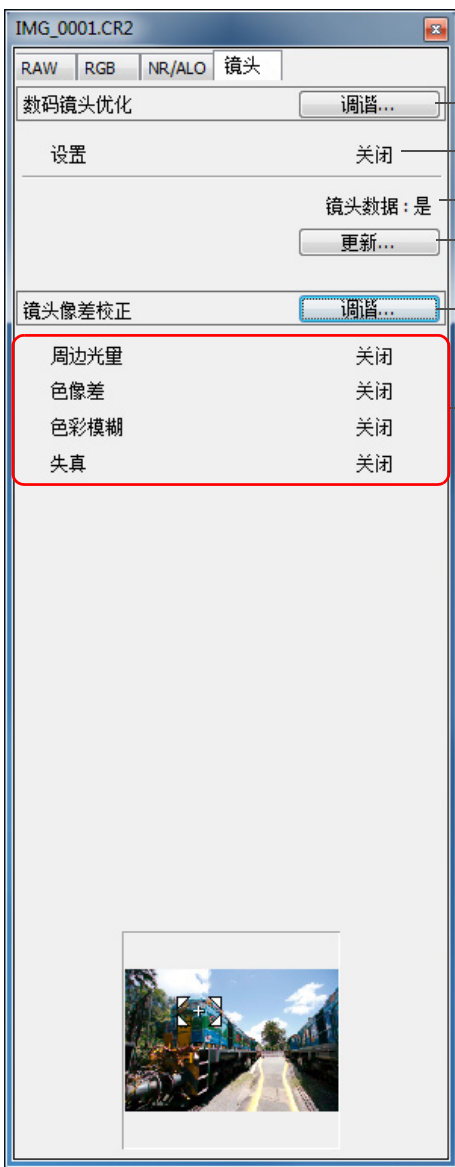 IMG_0001.CR2
RAW RGB NR/ALO 镜头
数码镜头优化 调谐...
设置 关闭
镜头数据：是
更新...
镜头像差校正 调谐...
周边光量 关闭
色像差 关闭
色彩模糊 关闭
失真 关闭